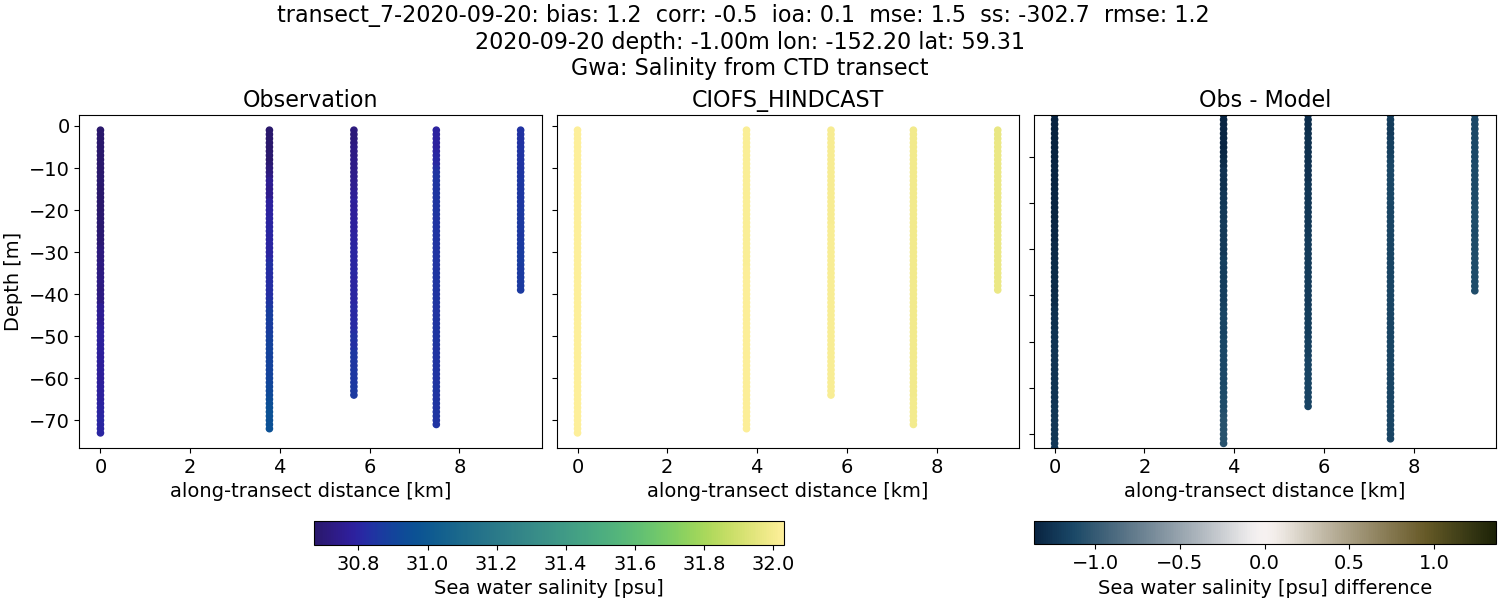 transect_7-2020-09-20: bias: 1.2  corr: -0.5  ioa: 0.1  mse: 1.5  ss: -302.7  rmse: 1.2
2020-09-20 depth: -1.00m lon: -152.20 lat: 59.31
Gwa: Salinity from CTD transect
Observation
CIOFS_HINDCAST
Obs - Model
Depth [m]
0
−10
−20
−30
−40
−50
−60
−70
0 2 4 6 8
0 2 4 6 8
0 2 4 6 8
along-transect distance [km]
along-transect distance [km]
along-transect distance [km]
30.8 31.0 31.2 31.4 31.6 31.8 32.0
Sea water salinity [psu]
−1.0 −0.5 0.0 0.5 1.0
Sea water salinity [psu] difference